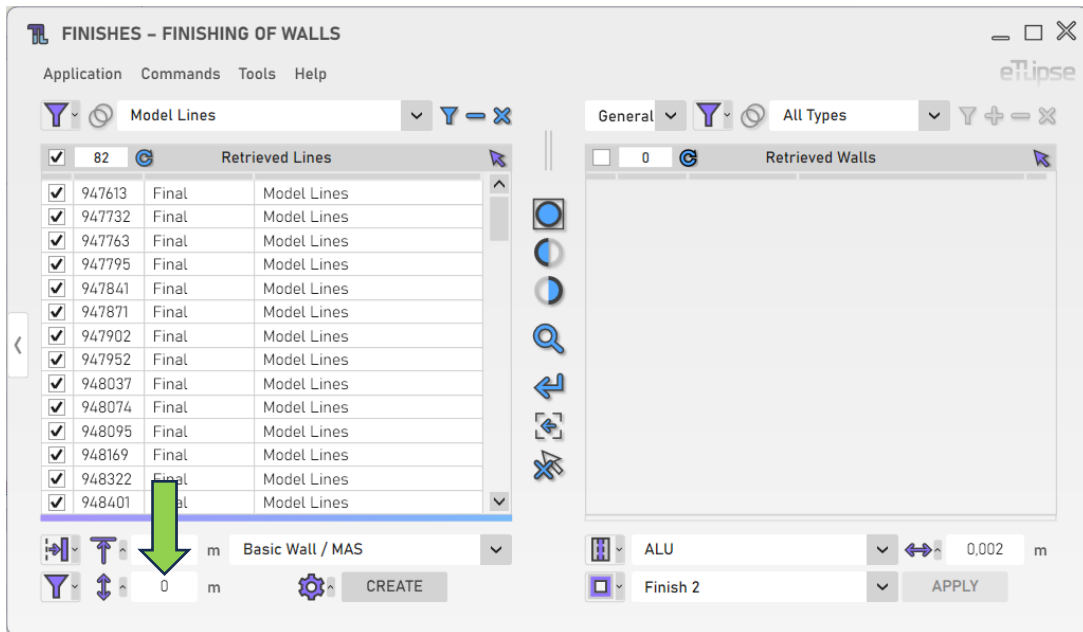 FINISHES – FINISHING OF WALLS
Application Commands Tools Help
eTLipse
Model Lines
General All Types
82 Retrieved Lines
0 Retrieved Walls
947613 Final Model Lines
947732 Final Model Lines
947763 Final Model Lines
947795 Final Model Lines
947841 Final Model Lines
947871 Final Model Lines
947902 Final Model Lines
947952 Final Model Lines
948037 Final Model Lines
948074 Final Model Lines
948095 Final Model Lines
948169 Final Model Lines
948322 Final Model Lines
948401 Model Lines
m Basic Wall / MAS
ALU 0,002 m
0 m CREATE
Finish 2 APPLY